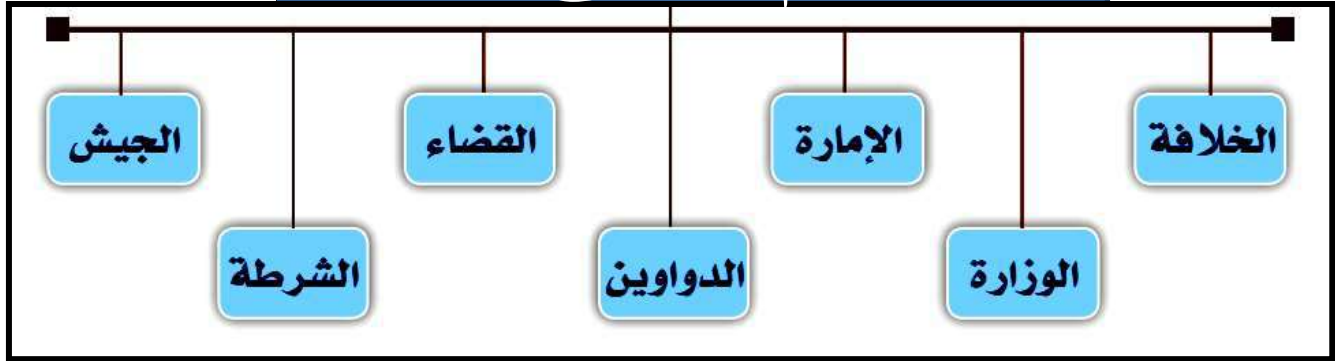 الخلافة
الإمارة
القضاء
الجيش
الوزارة
الدواوين
الشرطة